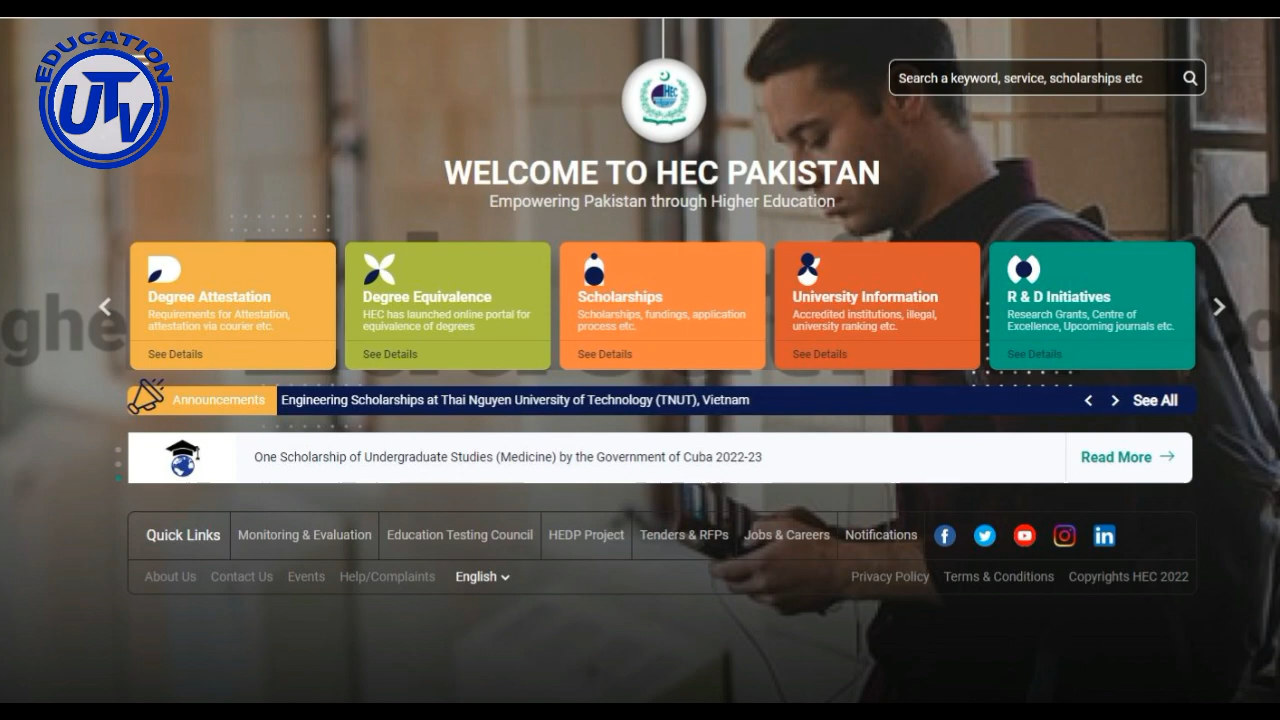 EDUCATION
UTV
HEC
Search a keyword, service, scholarships etc
WELCOME TO HEC PAKISTAN
Empowering Pakistan through Higher Education
Degree Attestation
Requirements for Attestation,
attestation via courier etc.
See Details
Degree Equivalence
HEC has launched online portal for
equivalence of degrees
See Details
Scholarships
Scholarships, fundings, application
process etc.
See Details
University Information
Accredited institutions, illegal,
university ranking etc.
See Details
R & D Initiatives
Research Grants, Centre of
Excellence, Upcoming journals etc.
See Details
Announcements
Engineering Scholarships at Thai Nguyen University of Technology (TNUT), Vietnam
See All
One Scholarship of Undergraduate Studies (Medicine) by the Government of Cuba 2022-23
Read More
Quick Links
Monitoring & Evaluation
Education Testing Council
HEDP Project
Tenders & RFPs
Jobs & Careers
Notifications
About Us
Contact Us
Events
Help/Complaints
English
Privacy Policy
Terms & Conditions
Copyrights HEC 2022